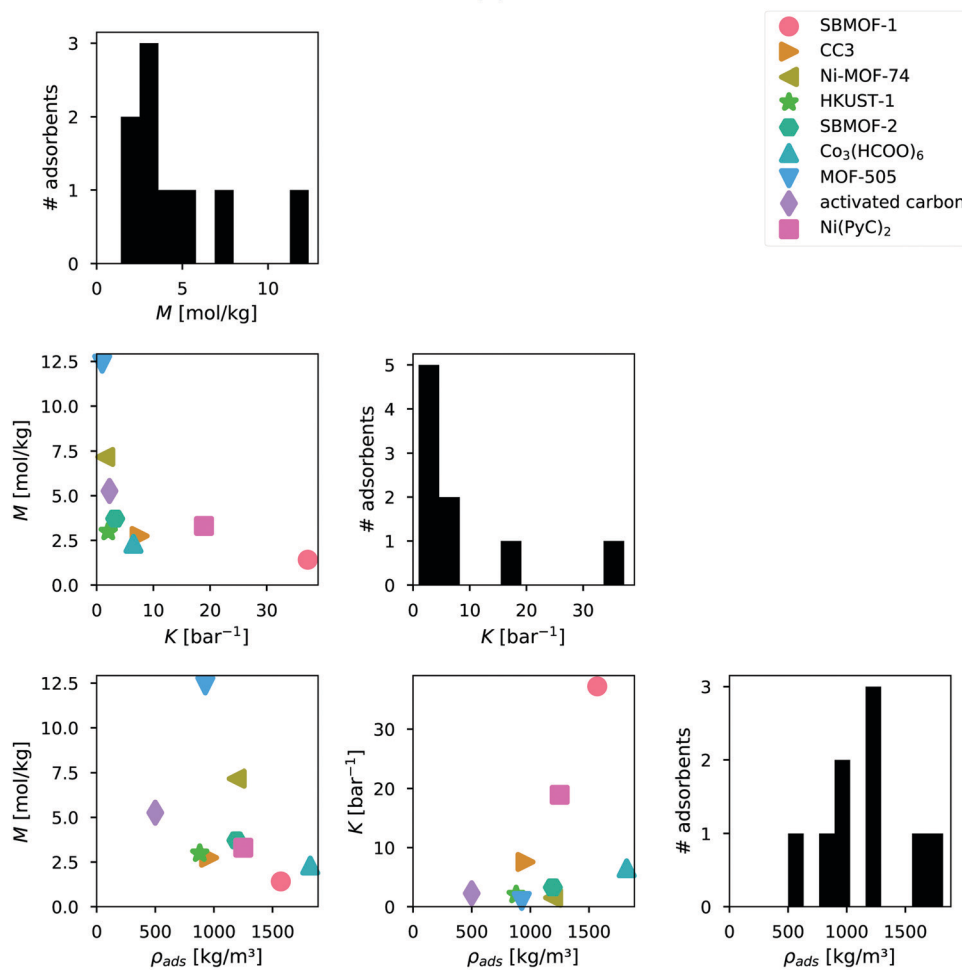 3
2
1
0
# adsorbents
0 5 10
M [mol/kg]
SBMOF-1
CC3
Ni-MOF-74
HKUST-1
SBMOF-2
Co₃(HCOO)₆
MOF-505
activated carbon
Ni(PyC)₂
12.5
10.0
7.5
5.0
2.5
0.0
M [mol/kg]
0 10 20 30
K [bar⁻¹]
5
4
3
2
1
0
# adsorbents
0 10 20 30
K [bar⁻¹]
12.5
10.0
7.5
5.0
2.5
0.0
M [mol/kg]
500 1000 1500
ρads [kg/m³]
30
20
10
0
K [bar⁻¹]
500 1000 1500
ρads [kg/m³]
3
2
1
0
# adsorbents
500 1000 1500
ρads [kg/m³]